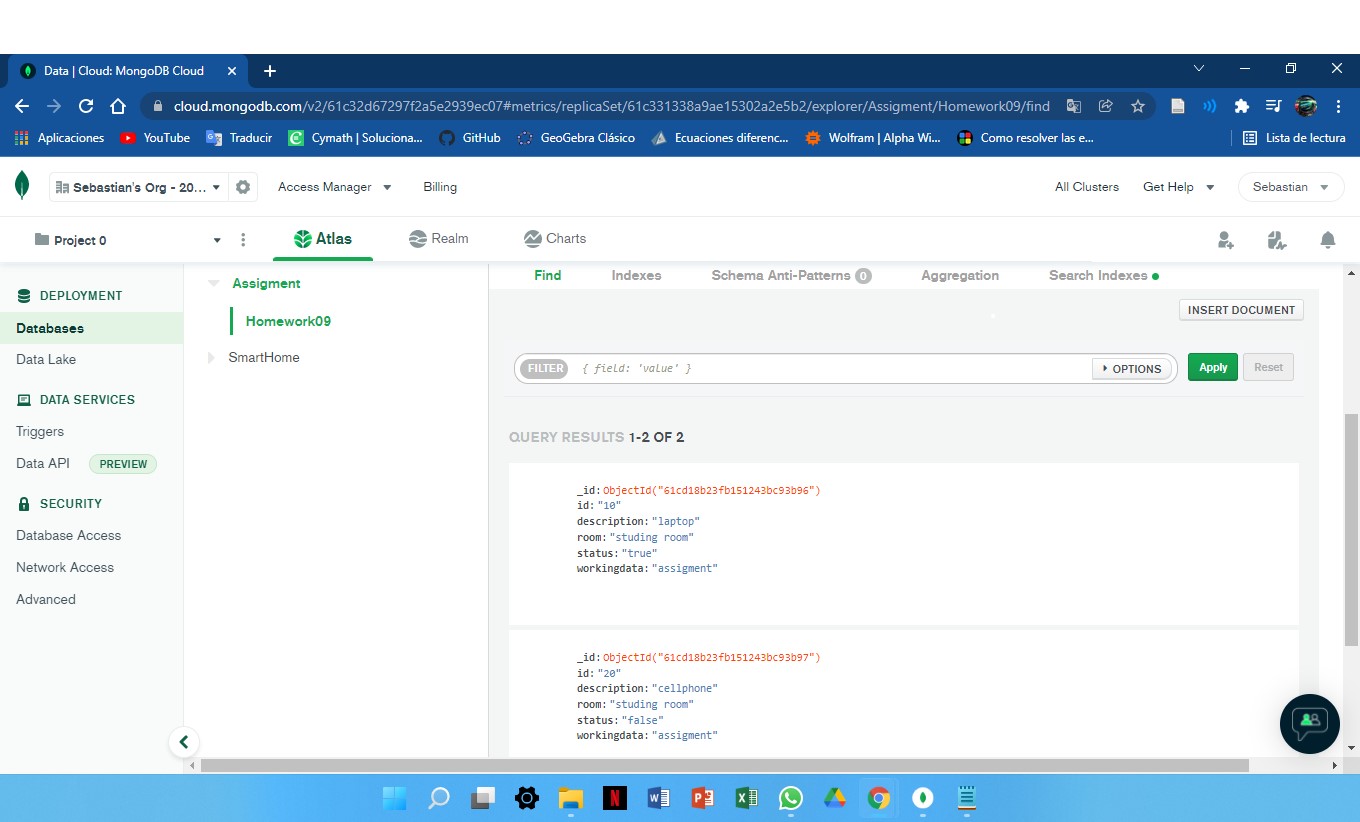 Data | Cloud: MongoDB Cloud
cloud.mongodb.com/v2/61c32d67297f2a5e2939ec07#metrics/replicaSet/61c331338a9ae15302a2e5b2/explorer/Assigment/Homework09/find
Aplicaciones YouTube Traducir Cymath | Soluciona... GitHub GeoGebra Clásico Ecuaciones diferenc... Wolfram | Alpha Wi... Como resolver las e... Lista de lectura
Sebastian's Org - 20... Access Manager Billing All Clusters Get Help Sebastian
Project 0 Atlas Realm Charts
DEPLOYMENT
Databases
Data Lake
DATA SERVICES
Triggers
Data API PREVIEW
SECURITY
Database Access
Network Access
Advanced
Assigment
Homework09
SmartHome
Find Indexes Schema Anti-Patterns 0 Aggregation Search Indexes
INSERT DOCUMENT
FILTER { field: 'value' } OPTIONS Apply Reset
QUERY RESULTS 1-2 OF 2
_id: ObjectId("61cd18b23fb151243bc93b96")
id: "10"
description: "laptop"
room: "studing room"
status: "true"
workingdata: "assigment"
_id: ObjectId("61cd18b23fb151243bc93b97")
id: "20"
description: "cellphone"
room: "studing room"
status: "false"
workingdata: "assigment"